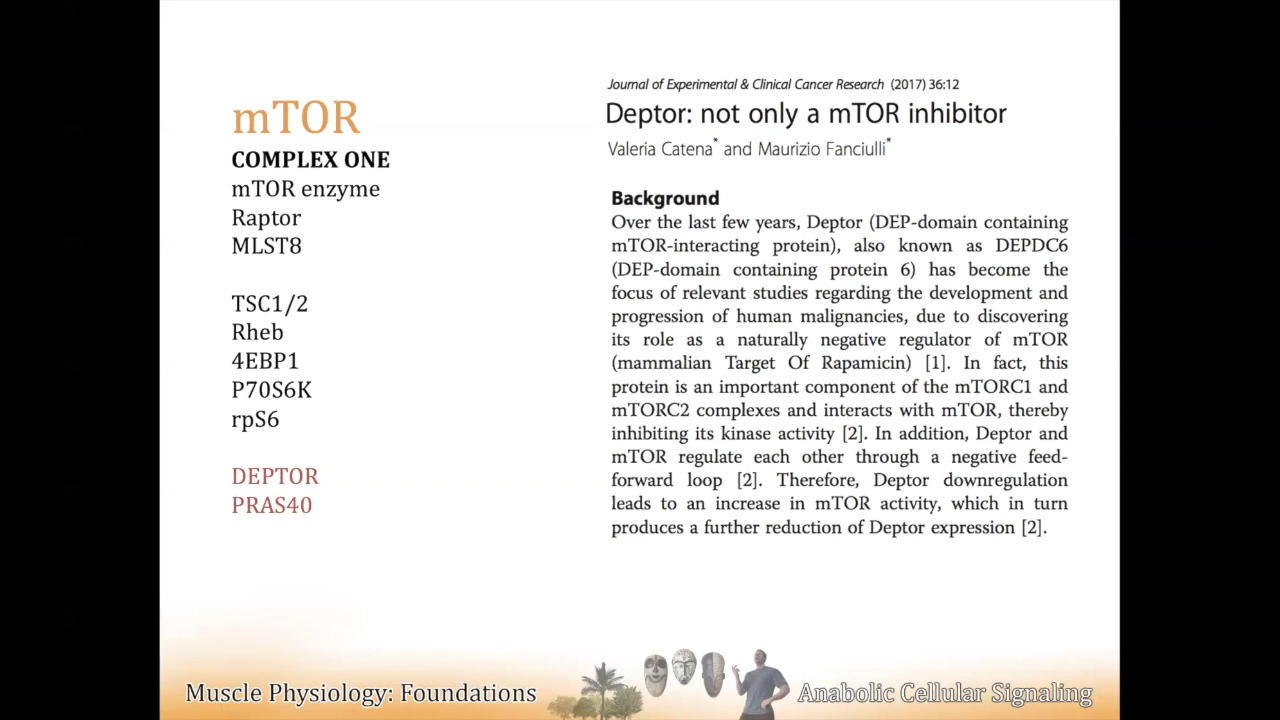 mTOR
COMPLEX ONE
mTOR enzyme
Raptor
MLST8
TSC1/2
Rheb
4EBP1
P70S6K
rpS6
DEPTOR
PRAS40
Journal of Experimental & Clinical Cancer Research (2017) 36:12
Deptor: not only a mTOR inhibitor
Valeria Catena* and Maurizio Fanciulli*
Background
Over the last few years, Deptor (DEP-domain containing
mTOR-interacting protein), also known as DEPDC6
(DEP-domain containing protein 6) has become the
focus of relevant studies regarding the development and
progression of human malignancies, due to discovering
its role as a naturally negative regulator of mTOR
(mammalian Target Of Rapamicin) [1]. In fact, this
protein is an important component of the mTORC1 and
mTORC2 complexes and interacts with mTOR, thereby
inhibiting its kinase activity [2]. In addition, Deptor and
mTOR regulate each other through a negative feed-
forward loop [2]. Therefore, Deptor downregulation
leads to an increase in mTOR activity, which in turn
produces a further reduction of Deptor expression [2].
Muscle Physiology: Foundations
Anabolic Cellular Signaling